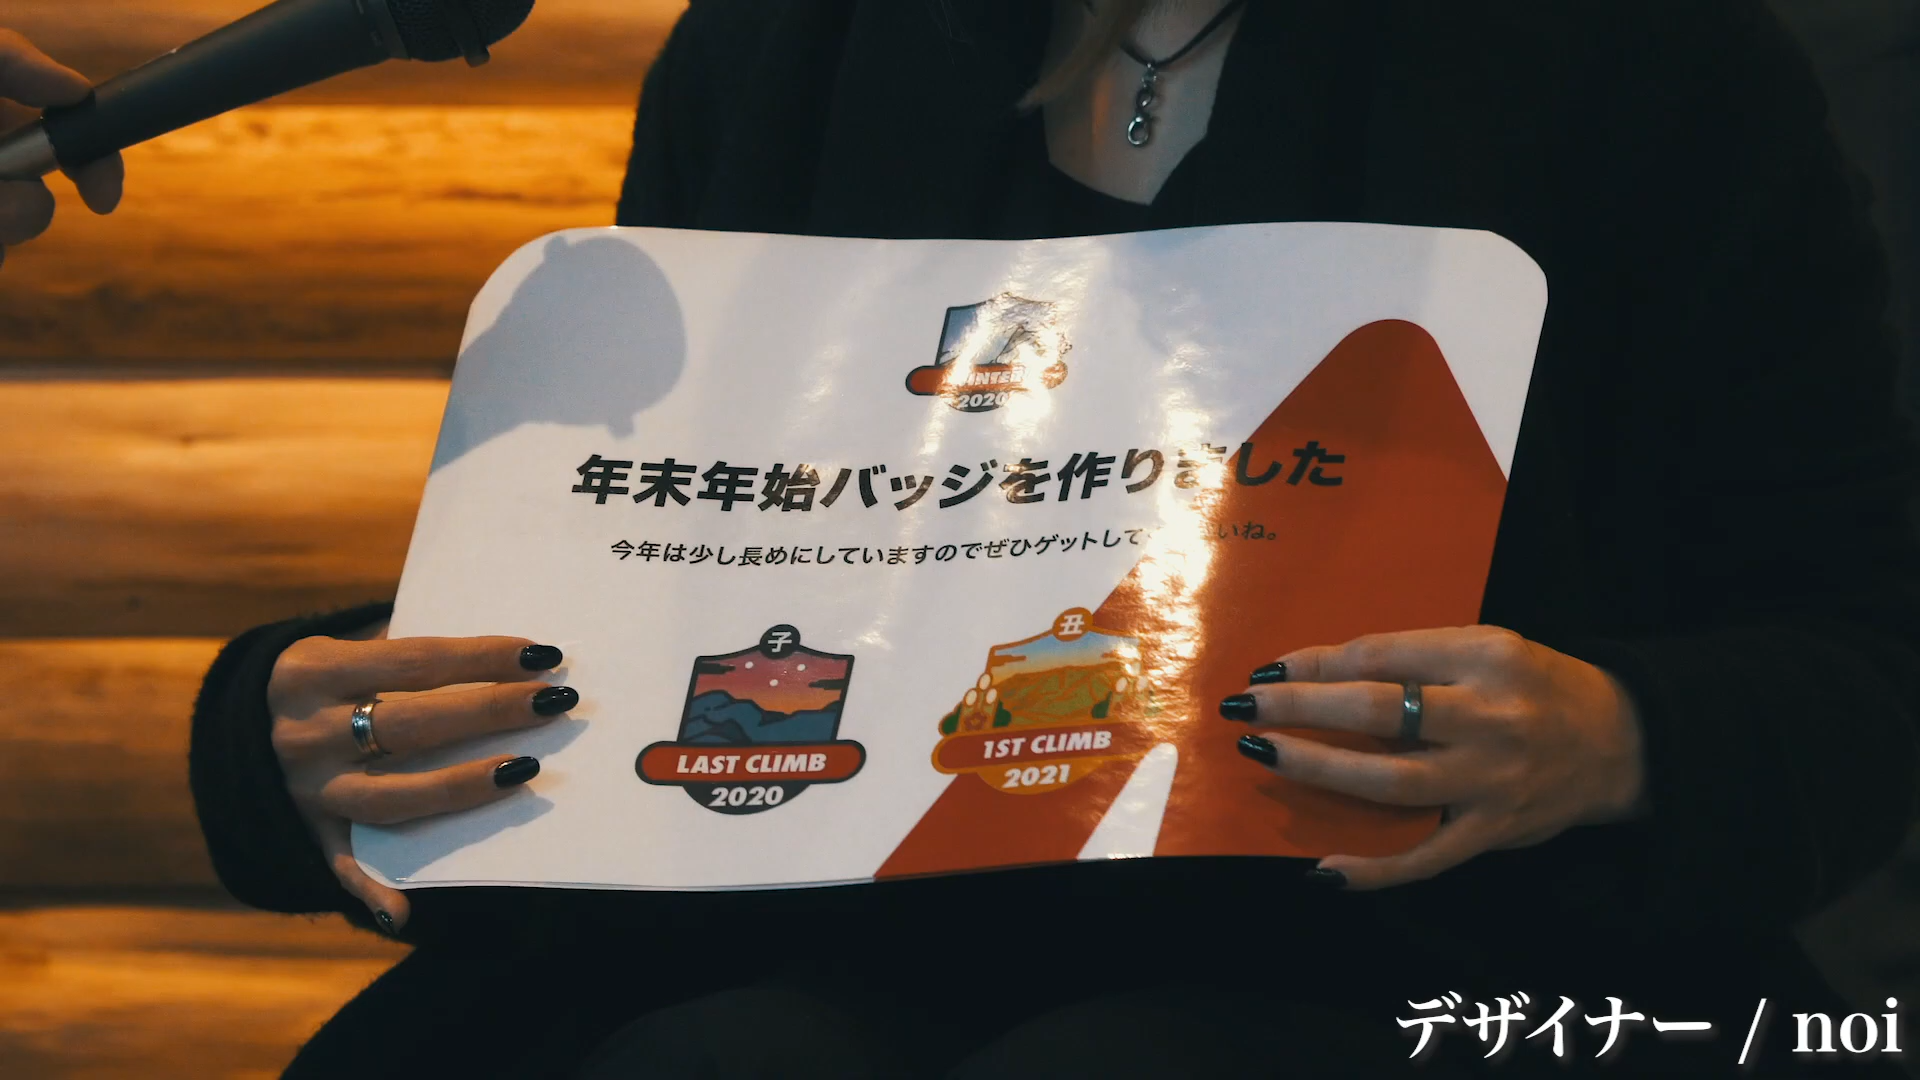 WINTER
2020
年末年始バッジを作りました
今年は少し長めにしていますのでぜひゲットして いね。
子
LAST CLIMB
2020
丑
1ST CLIMB
2021
デザイナー / noi